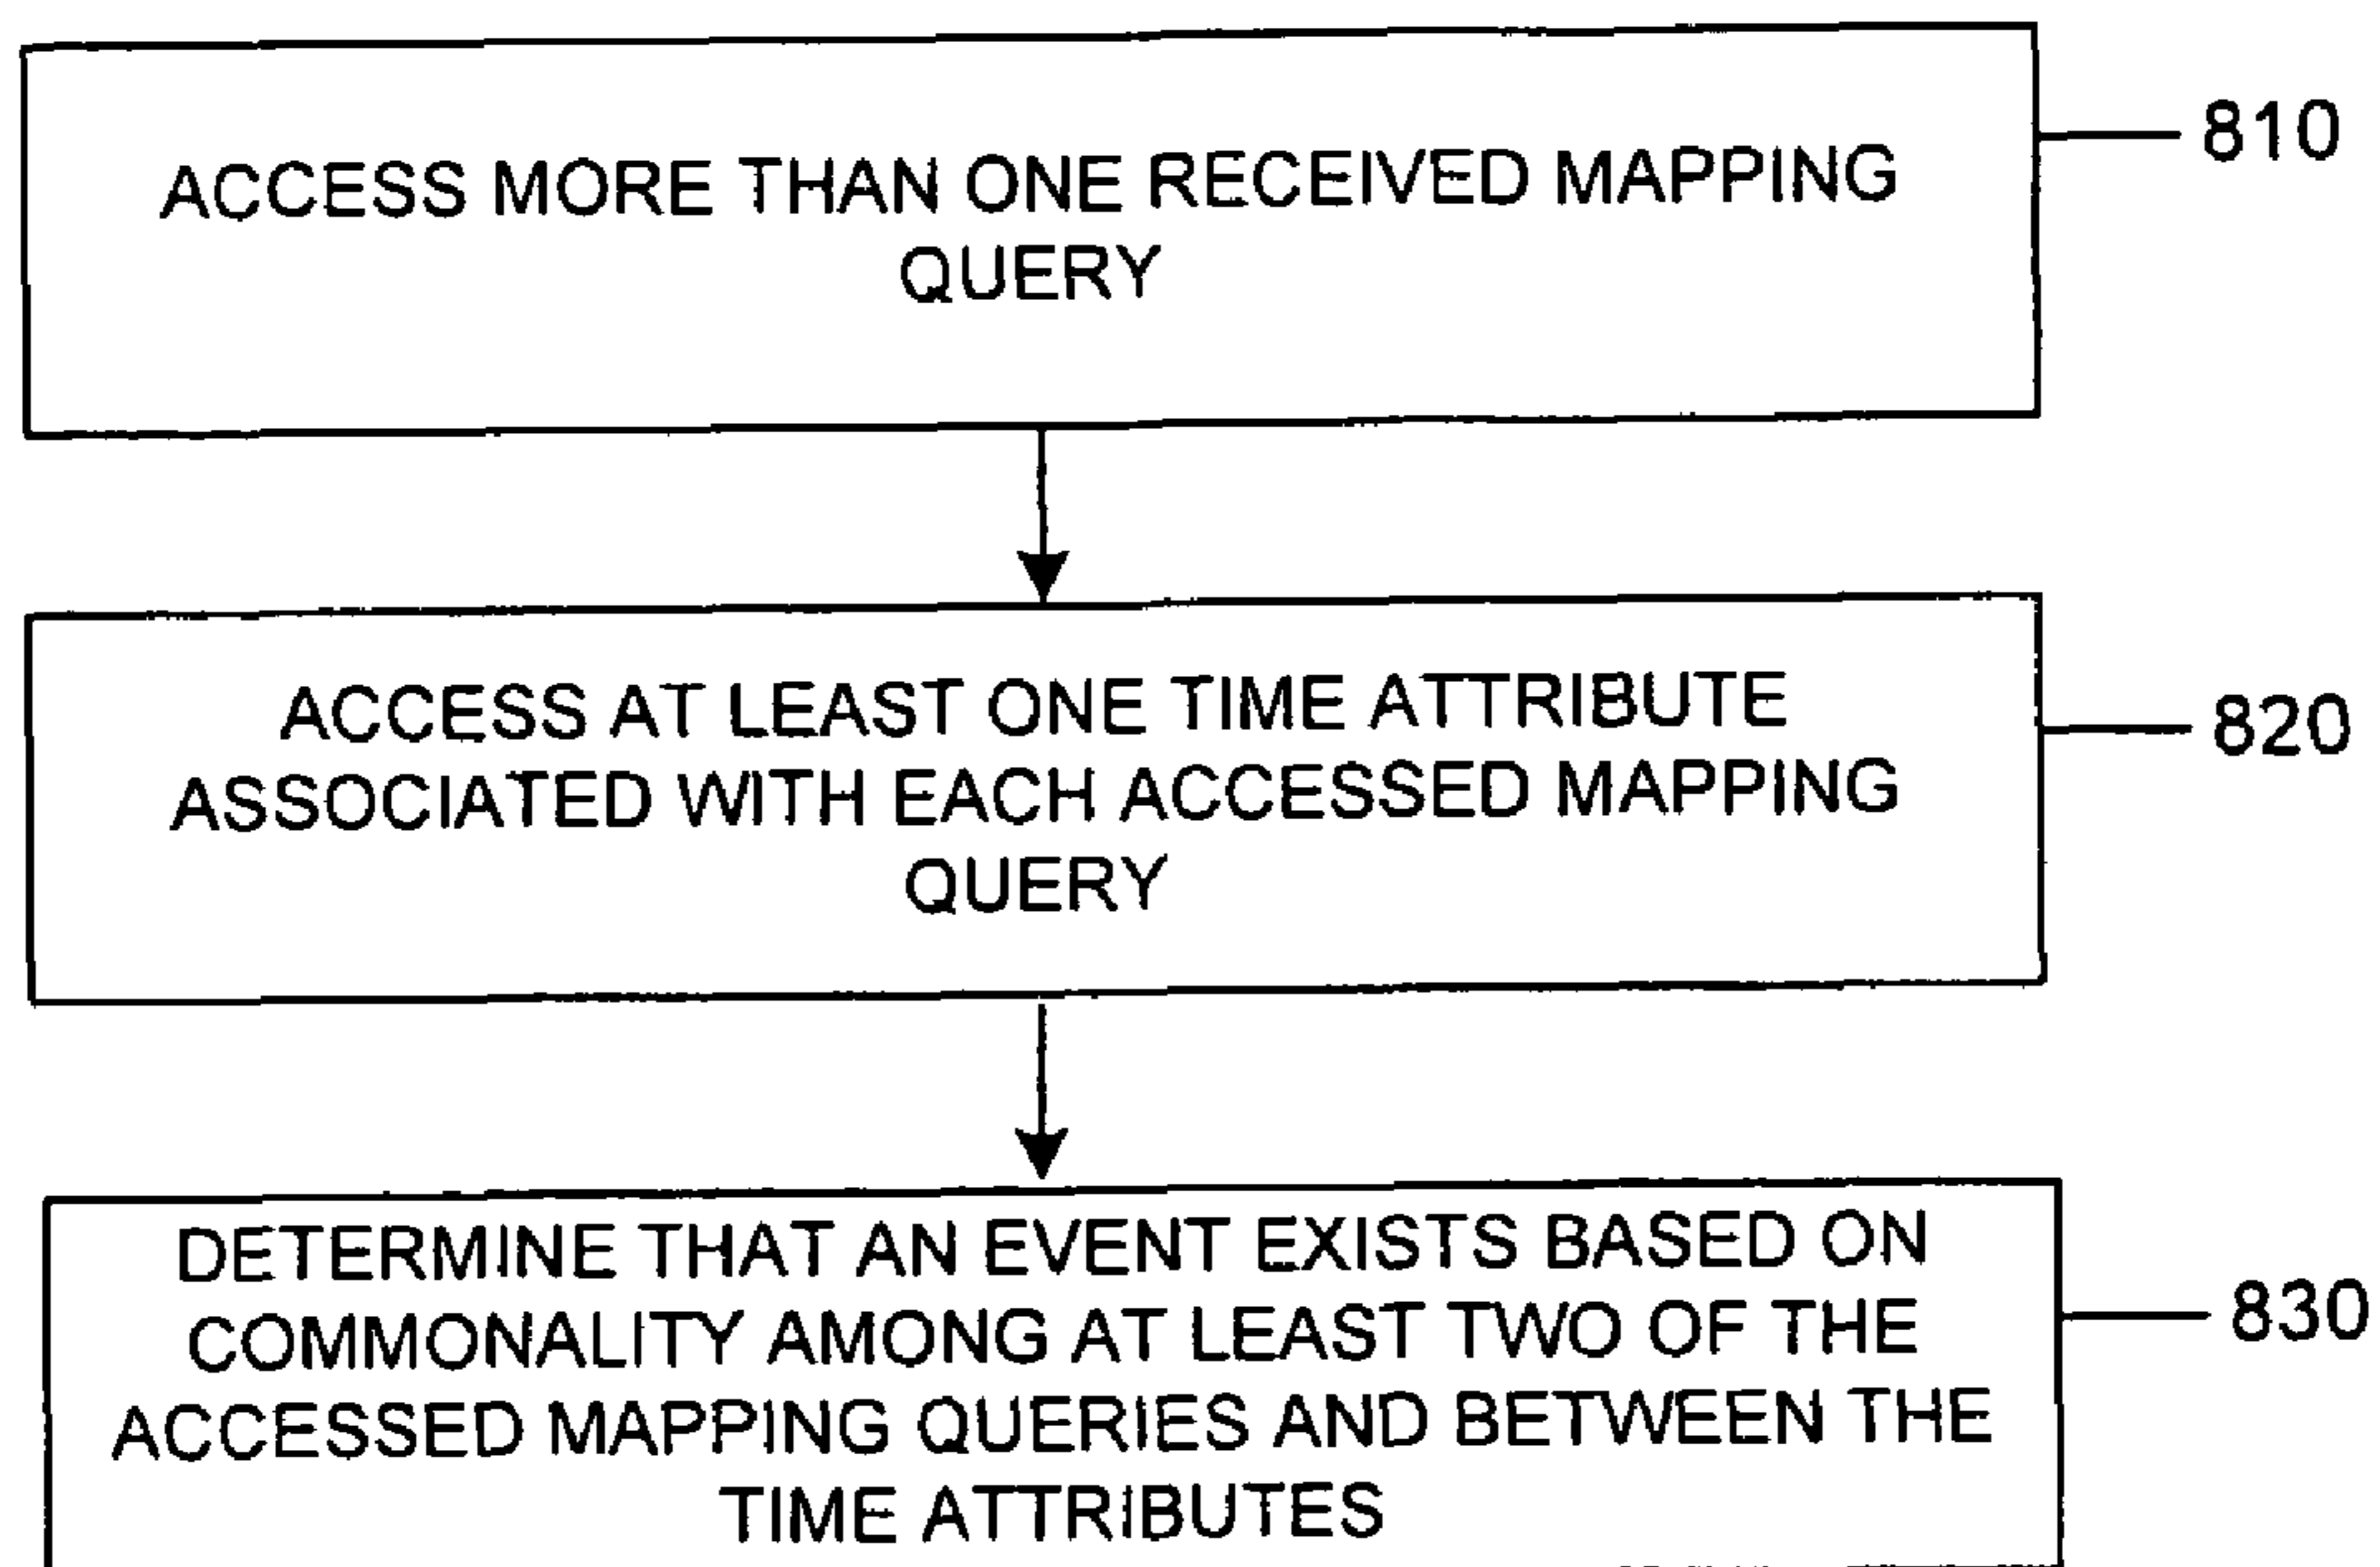 ACCESS MORE THAN ONE RECEIVED MAPPING
QUERY
810
ACCESS AT LEAST ONE TIME ATTRIBUTE
ASSOCIATED WITH EACH ACCESSED MAPPING
QUERY
820
DETERMINE THAT AN EVENT EXISTS BASED ON
COMMONALITY AMONG AT LEAST TWO OF THE
ACCESSED MAPPING QUERIES AND BETWEEN THE
TIME ATTRIBUTES
830